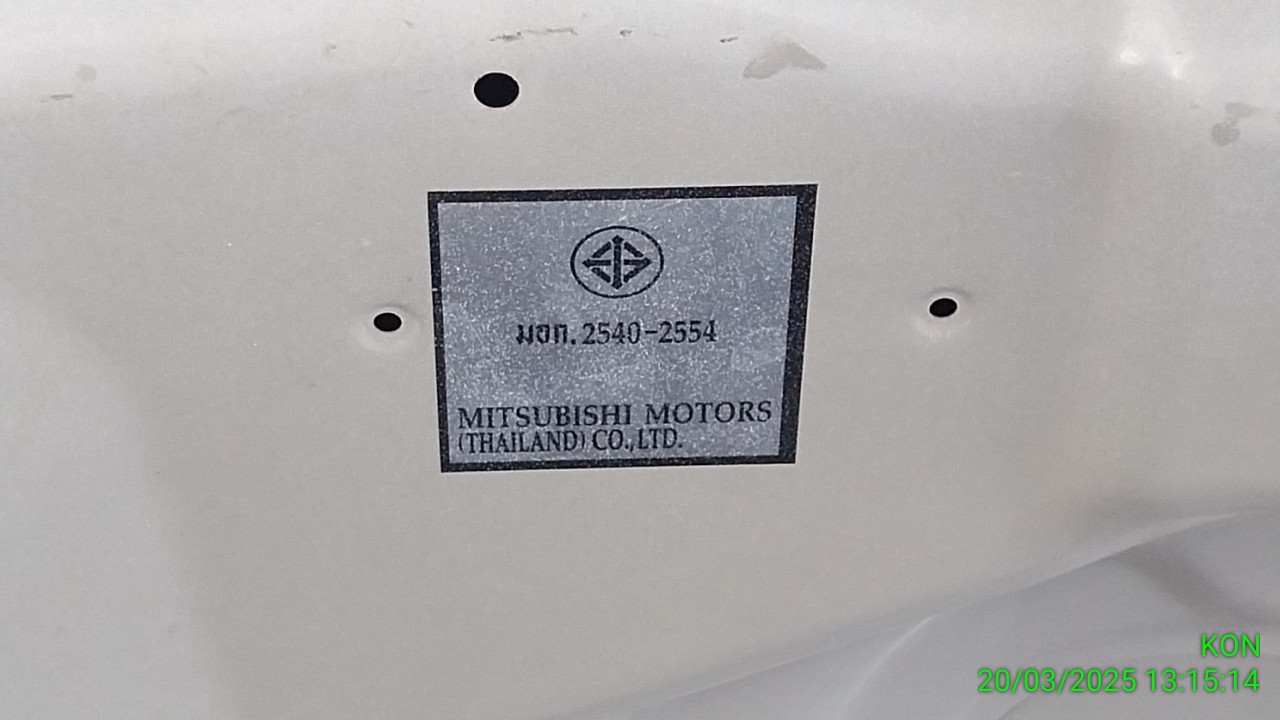 มอก.2540-2554
MITSUBISHI MOTORS
(THAILAND) CO.,LTD.
KON
20/03/2025 13:15:14